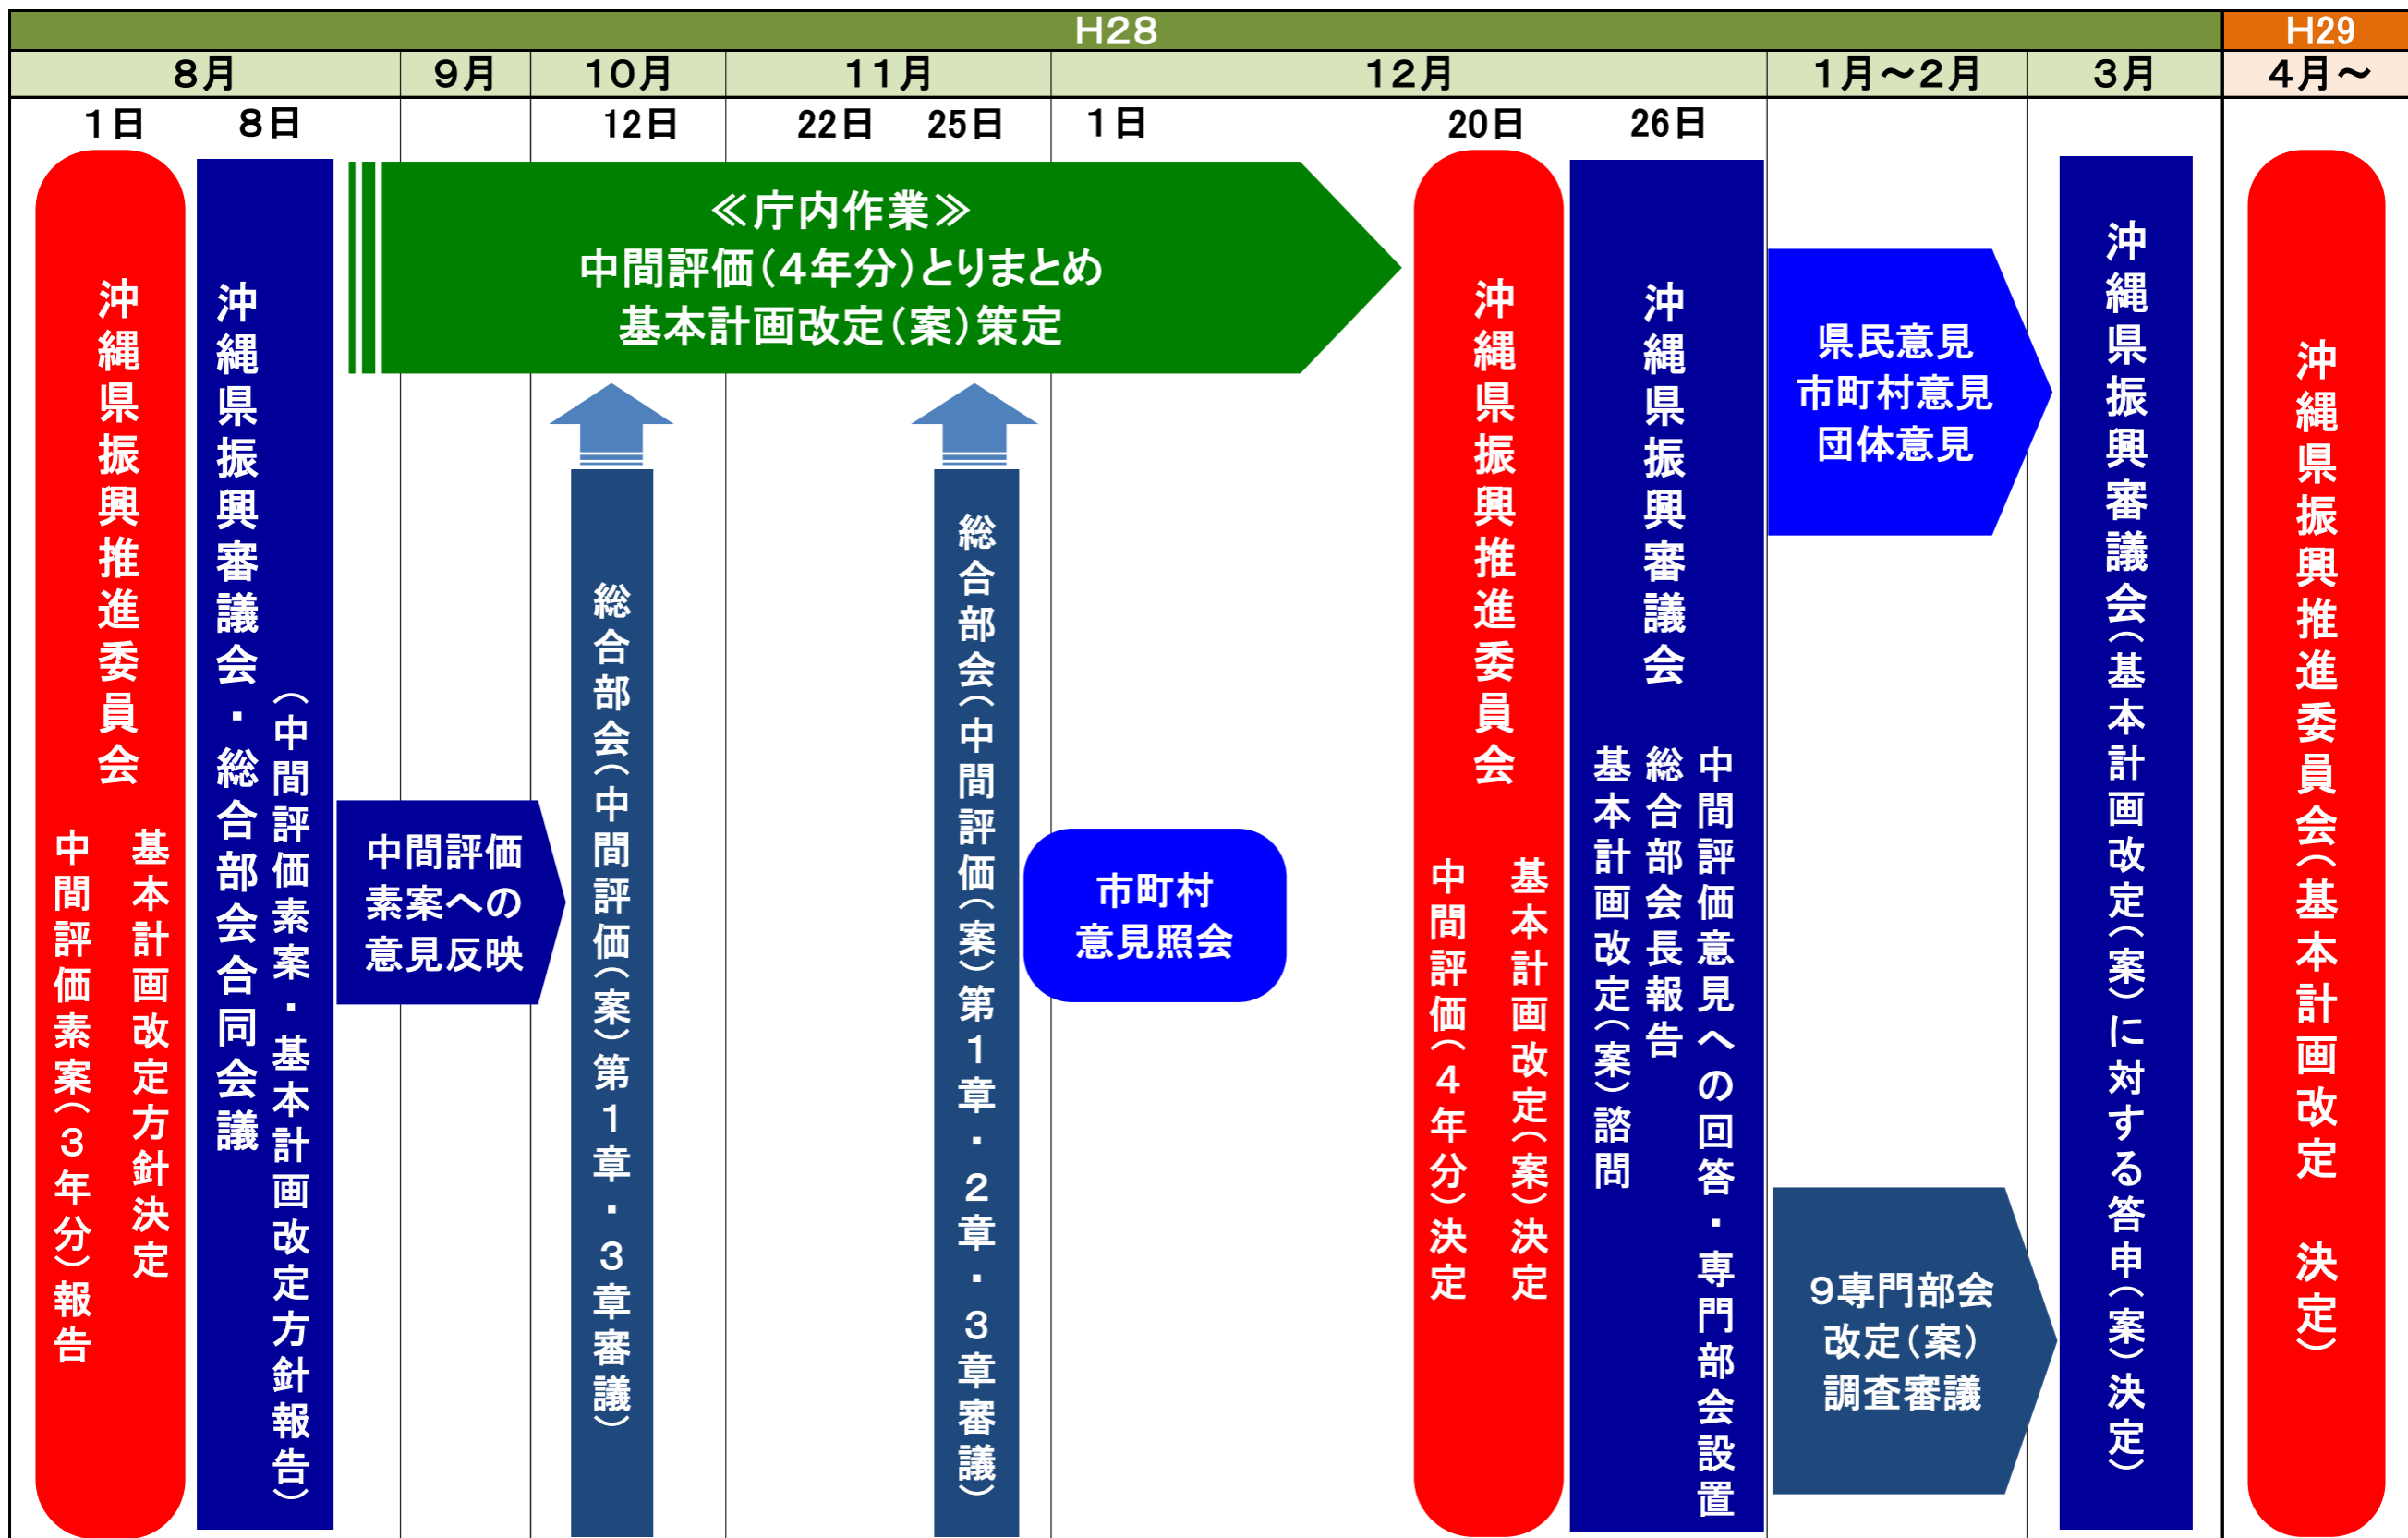 H28
H29
8月
9月
10月
11月
12月
1月～2月
3月
4月～
1日
8日
12日
22日
25日
1日
20日
26日
沖縄県振興推進委員会
基本計画改定方針決定
中間評価素案（３年分）報告
沖縄県振興審議会・総合部会合同会議
（中間評価素案・基本計画改定方針報告）
≪庁内作業≫
中間評価（４年分）とりまとめ
基本計画改定（案）策定
中間評価
素案への
意見反映
総合部会（中間評価（案）第１章・３章審議）
総合部会（中間評価（案）第１章・２章・３章審議）
市町村
意見照会
沖縄県振興推進委員会
基本計画改定（案）決定
中間評価（４年分）決定
沖縄県振興審議会
中間評価意見への回答・専門部会設置
総合部会長報告
基本計画改定（案）諮問
県民意見
市町村意見
団体意見
9専門部会
改定（案）
調査審議
沖縄県振興審議会（基本計画改定（案）に対する答申（案）決定）
沖縄県振興推進委員会（基本計画改定　決定）